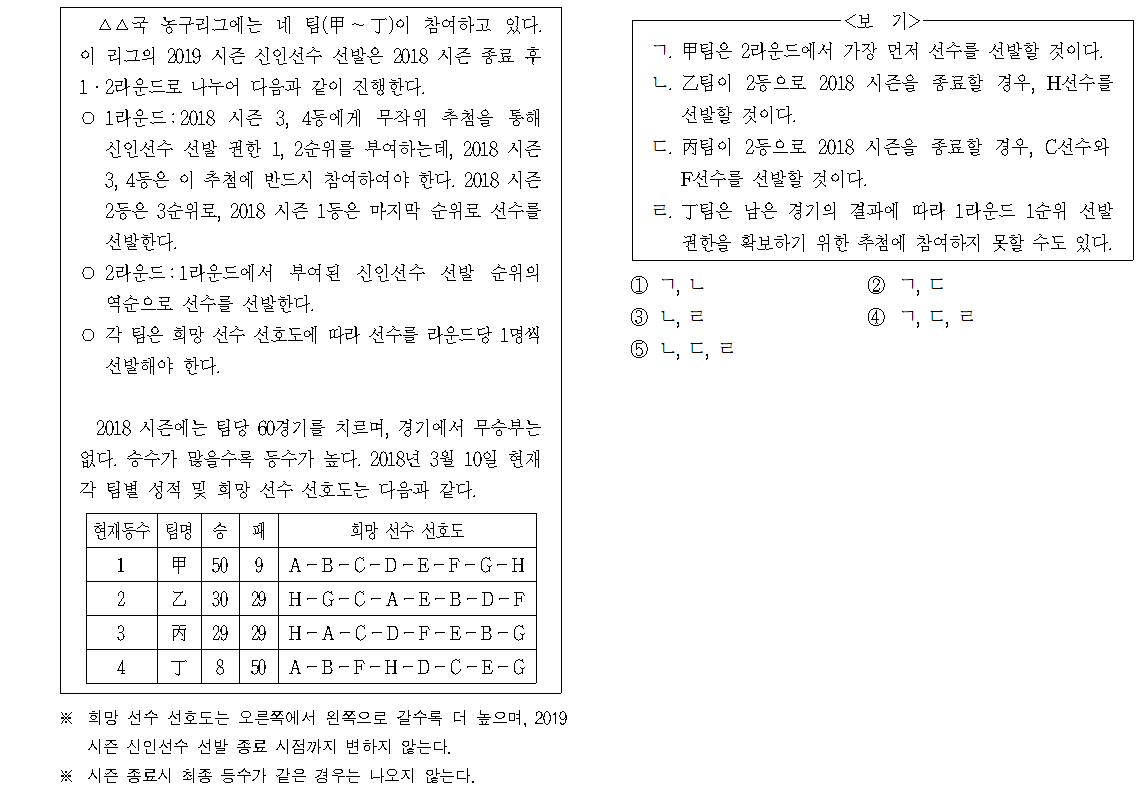 △△국 농구리그에는 네 팀(甲 ~ 丁)이 참여하고 있다.
이 리그의 2019 시즌 신인선수 선발은 2018 시즌 종료 후
1 · 2라운드로 나누어 다음과 같이 진행한다.
○ 1라운드 : 2018 시즌 3, 4등에게 무작위 추첨을 통해
신인선수 선발 권한 1, 2순위를 부여하는데, 2018 시즌
3, 4등은 이 추첨에 반드시 참여하여야 한다. 2018 시즌
2등은 3순위로, 2018 시즌 1등은 마지막 순위로 선수를
선발한다.
○ 2라운드 : 1라운드에서 부여된 신인선수 선발 순위의
역순으로 선수를 선발한다.
○ 각 팀은 희망 선수 선호도에 따라 선수를 라운드당 1명씩
선발해야 한다.
2018 시즌에는 팀당 60경기를 치르며, 경기에서 무승부는
없다. 승수가 많을수록 등수가 높다. 2018년 3월 10일 현재
각 팀별 성적 및 희망 선수 선호도는 다음과 같다.
현재등수 팀명 승 패 희망 선수 선호도
1 甲 50 9 A－B－C－D－E－F－G－H
2 乙 30 29 H－G－C－A－E－B－D－F
3 丙 29 29 H－A－C－D－F－E－B－G
4 丁 8 50 A－B－F－H－D－C－E－G
※ 희망 선수 선호도는 오른쪽에서 왼쪽으로 갈수록 더 높으며, 2019
시즌 신인선수 선발 종료 시점까지 변하지 않는다.
※ 시즌 종료시 최종 등수가 같은 경우는 나오지 않는다.
<보 기>
ㄱ. 甲팀은 2라운드에서 가장 먼저 선수를 선발할 것이다.
ㄴ. 乙팀이 2등으로 2018 시즌을 종료할 경우, H선수를
선발할 것이다.
ㄷ. 丙팀이 2등으로 2018 시즌을 종료할 경우, C선수와
F선수를 선발할 것이다.
ㄹ. 丁팀은 남은 경기의 결과에 따라 1라운드 1순위 선발
권한을 확보하기 위한 추첨에 참여하지 못할 수도 있다.
① ㄱ, ㄴ ② ㄱ, ㄷ
③ ㄴ, ㄹ ④ ㄱ, ㄷ, ㄹ
⑤ ㄴ, ㄷ, ㄹ